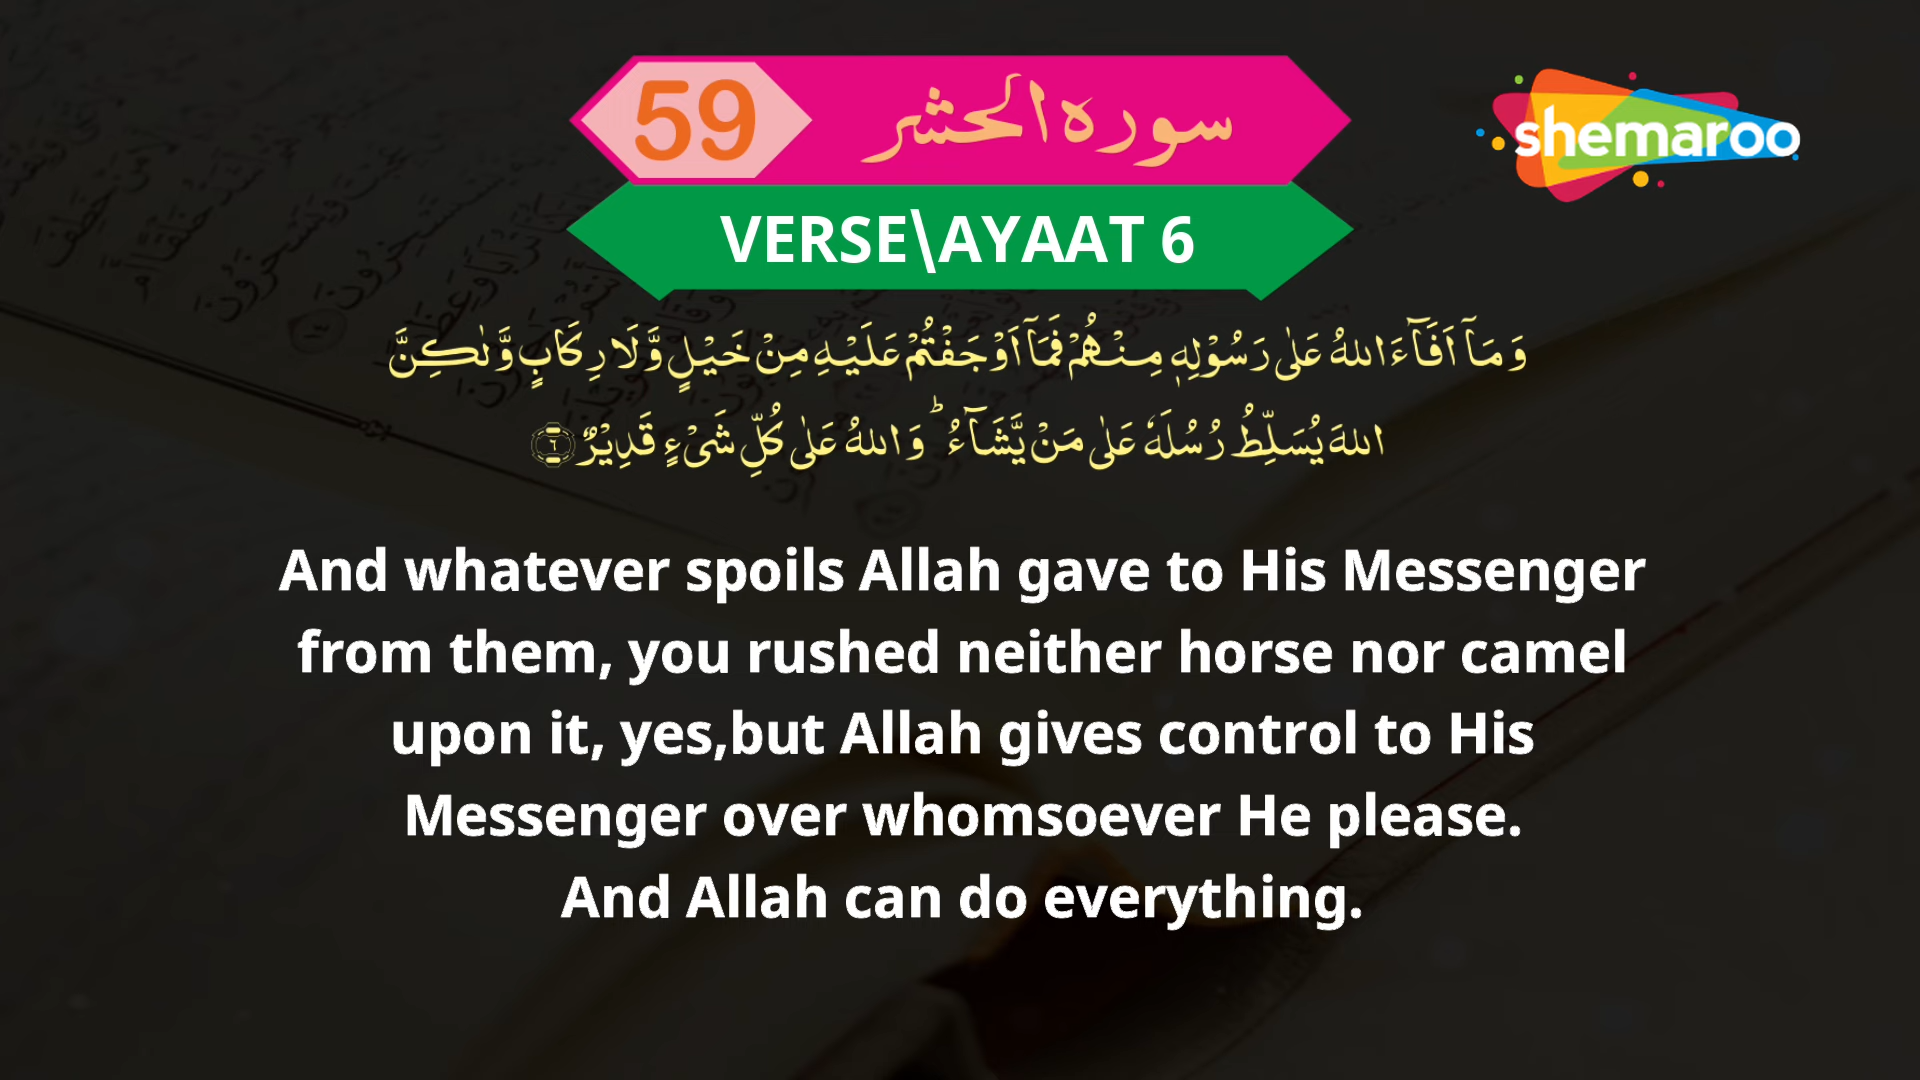 59 سورہ الحشر
shemaroo
VERSE\AYAAT 6
وَمَاۤ اَفَآءَ اللهُ عَلٰى رَسُوْلِهٖ مِنْهُمْ فَمَاۤ اَوْجَفْتُمْ عَلَيْهِ مِنْ خَيْلٍ وَّلَا رِكَابٍ وَّلٰكِنَّ
اللهَ يُسَلِّطُ رُسُلَهٗ عَلٰى مَنْ يَّشَآءُ ؕ وَاللهُ عَلٰى كُلِّ شَىْءٍ قَدِيْرٌ ۶
And whatever spoils Allah gave to His Messenger
from them, you rushed neither horse nor camel
upon it, yes,but Allah gives control to His
Messenger over whomsoever He please.
And Allah can do everything.